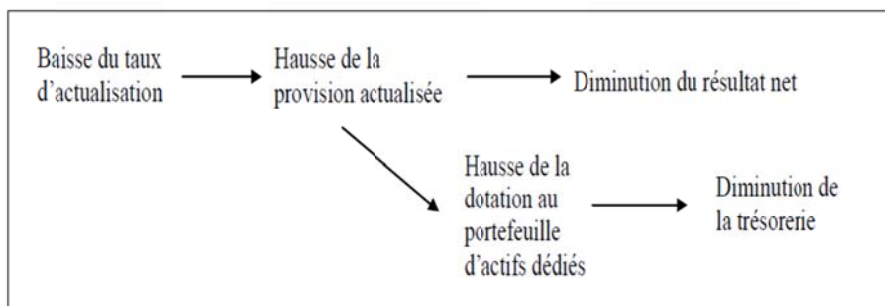 Baisse du taux
d'actualisation
Hausse de la
provision actualisée
Diminution du résultat net
Hausse de la
dotation au
portefeuille
d'actifs dédiés
Diminution de
la trésorerie